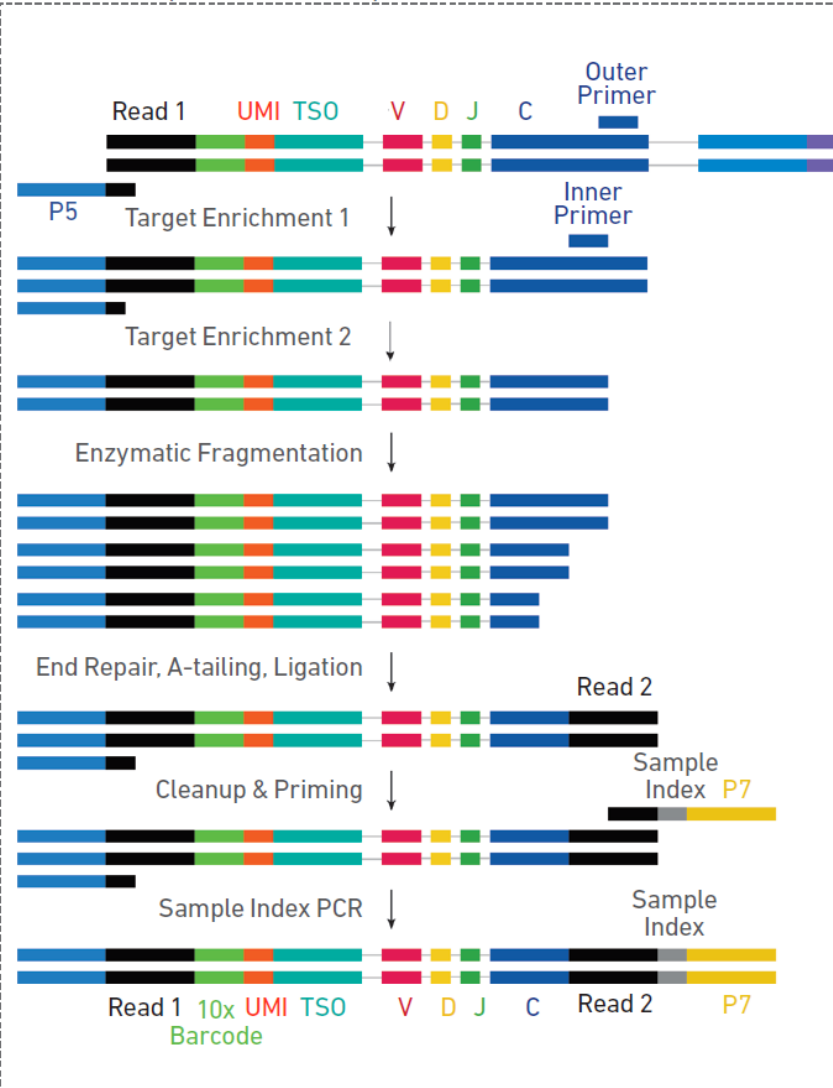 Outer
Primer
Read 1 UMI TSO V D J C
P5
Target Enrichment 1
Inner
Primer
Target Enrichment 2
Enzymatic Fragmentation
End Repair, A-tailing, Ligation
Read 2
Cleanup & Priming
Sample
Index P7
Sample Index PCR
Sample
Index
Read 1 10x UMI TSO V D J C Read 2 P7
Barcode